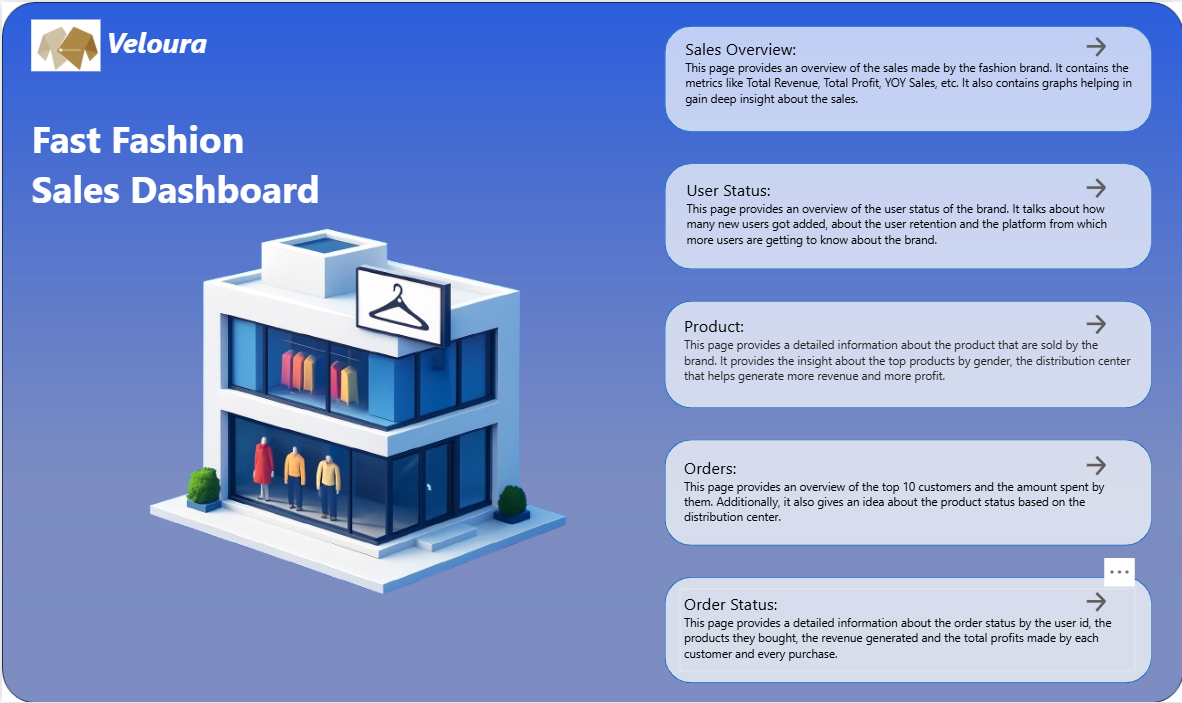 Veloura
Fast Fashion
Sales Dashboard
Sales Overview:
This page provides an overview of the sales made by the fashion brand. It contains the
metrics like Total Revenue, Total Profit, YOY Sales, etc. It also contains graphs helping in
gain deep insight about the sales.
User Status:
This page provides an overview of the user status of the brand. It talks about how
many new users got added, about the user retention and the platform from which
more users are getting to know about the brand.
Product:
This page provides a detailed information about the product that are sold by the
brand. It provides the insight about the top products by gender, the distribution center
that helps generate more revenue and more profit.
Orders:
This page provides an overview of the top 10 customers and the amount spent by
them. Additionally, it also gives an idea about the product status based on the
distribution center.
Order Status:
This page provides a detailed information about the order status by the user id, the
products they bought, the revenue generated and the total profits made by each
customer and every purchase.